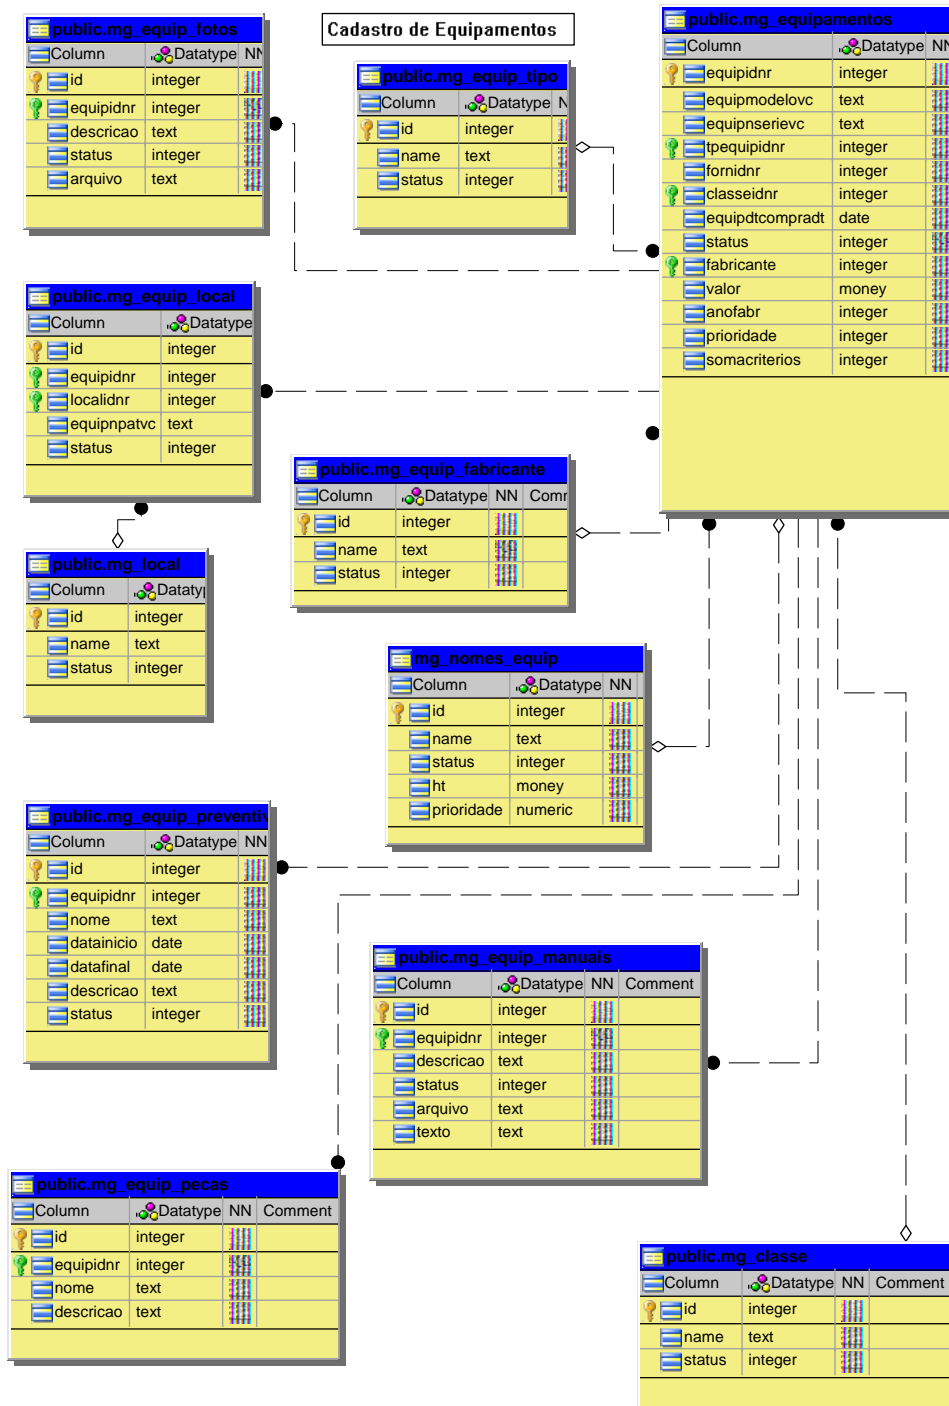 Cadastro de Equipamentos
public.mg_equip_fotos
Column Datatype NN
id integer
equipidnr integer
descricao text
status integer
arquivo text
public.mg_equip_tipo
Column Datatype N
id integer
name text
status integer
public.mg_equipamentos
Column Datatype NN
equipidnr integer
equipmodelovc text
equipnserievc text
tpequipidnr integer
fornidnr integer
classeidnr integer
equipdtcompradt date
status integer
fabricante integer
valor money
anofabr integer
prioridade integer
somacriterios integer
public.mg_equip_local
Column Datatype
id integer
equipidnr integer
localidnr integer
equipnpatvc text
status integer
public.mg_equip_fabricante
Column Datatype NN Comr
id integer
name text
status integer
public.mg_local
Column Dataty
id integer
name text
status integer
mg_nomes_equip
Column Datatype NN
id integer
name text
status integer
ht money
prioridade numeric
public.mg_equip_preventiv
Column Datatype NN
id integer
equipidnr integer
nome text
datainicio date
datafinal date
descricao text
status integer
public.mg_equip_manuais
Column Datatype NN Comment
id integer
equipidnr integer
descricao text
status integer
arquivo text
texto text
public.mg_equip_pecas
Column Datatype NN Comment
id integer
equipidnr integer
nome text
descricao text
public.mg_classe
Column Datatype NN Comment
id integer
name text
status integer